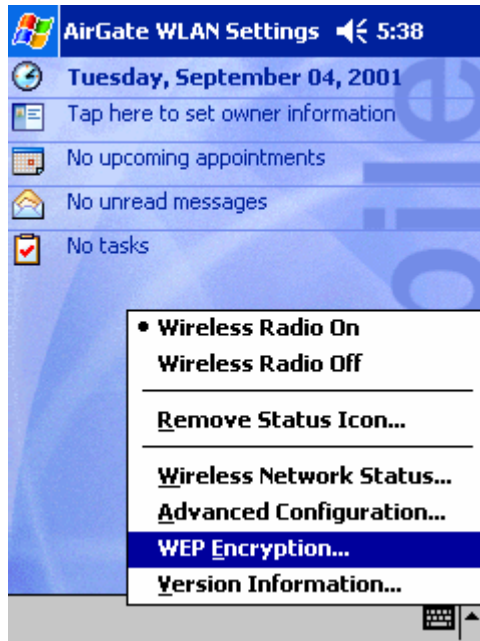 AirGate WLAN Settings 5:38
Tuesday, September 04, 2001
Tap here to set owner information
No upcoming appointments
No unread messages
No tasks
Wireless Radio On
Wireless Radio Off
Remove Status Icon...
Wireless Network Status...
Advanced Configuration...
WEP Encryption...
Version Information...